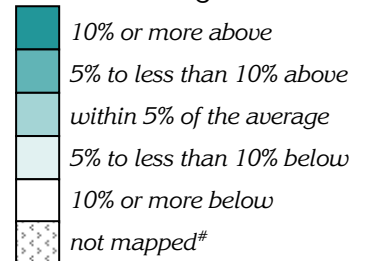 10% or more above
5% to less than 10% above
within 5% of the average
5% to less than 10% below
10% or more below
not mapped#